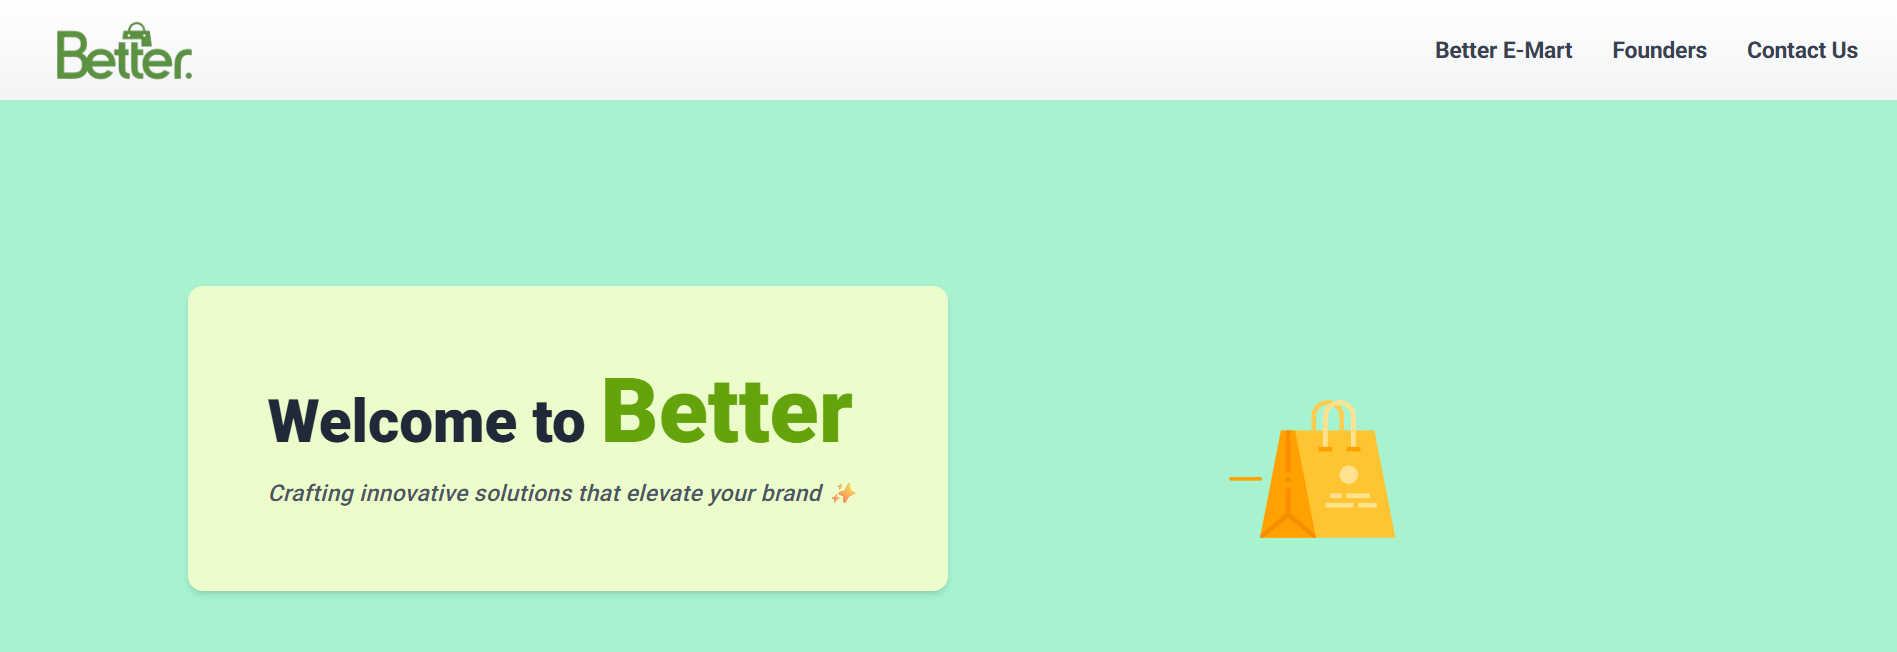 Better.
Better E-Mart
Founders
Contact Us
Welcome to Better
Crafting innovative solutions that elevate your brand ✨